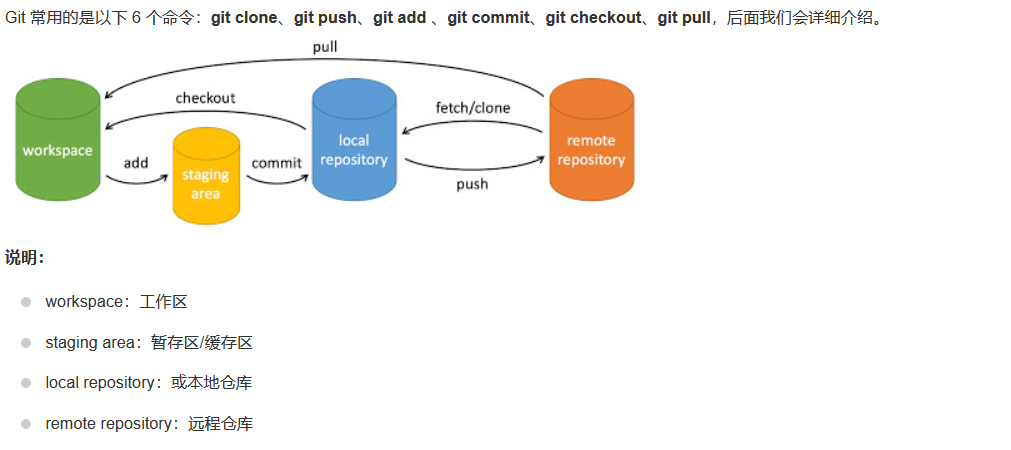 Git 常用的是以下 6 个命令：git clone、git push、git add 、git commit、git checkout、git pull，后面我们会详细介绍。
pull
checkout
fetch/clone
workspace
add
staging
area
commit
local
repository
push
remote
repository
说明：
workspace：工作区
staging area：暂存区/缓存区
local repository：或本地仓库
remote repository：远程仓库